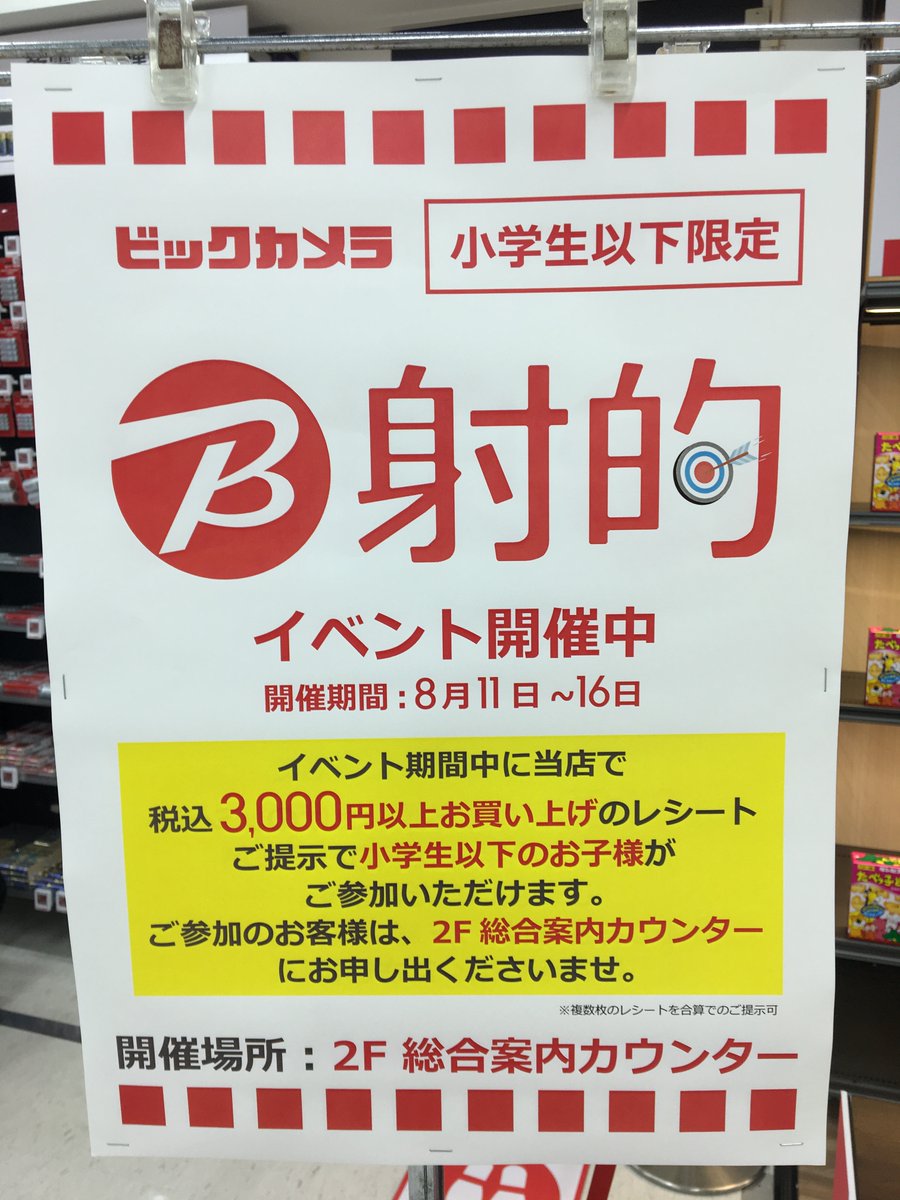 ビックカメラ
小学生以下限定
B射的
イベント開催中
開催期間：8月11日～16日
イベント期間中に当店で
税込3,000円以上お買い上げのレシート
ご提示で小学生以下のお子様が
ご参加いただけます。
ご参加のお客様は、2F 総合案内カウンター
にお申し出くださいませ。
※複数枚のレシートを合算でのご提示可
開催場所：2F 総合案内カウンター
たべっ子